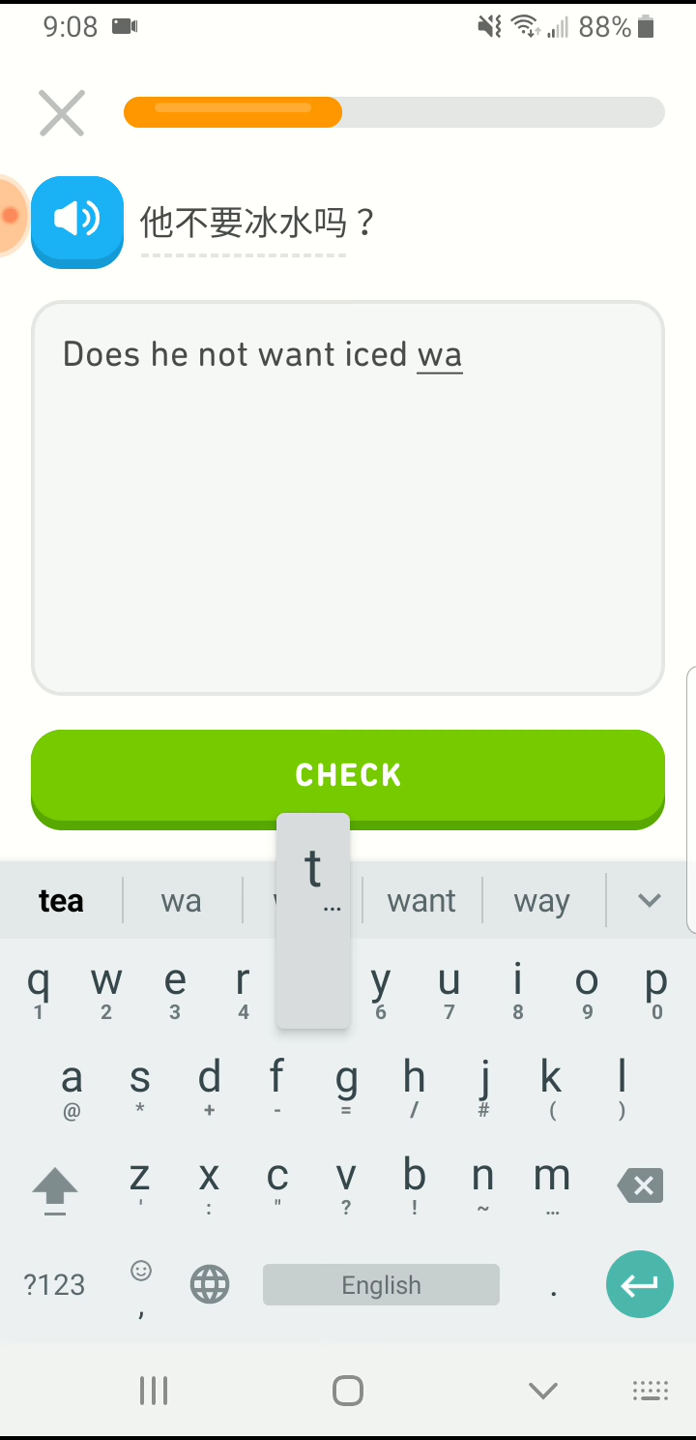 9:08 88%
他不要冰水吗？
Does he not want iced wa
CHECK
t
...
tea wa want way
q w e r y u i o p
1 2 3 4 6 7 8 9 0
a s d f g h j k l
@ * + - = / # ( )
z x c v b n m
' : " ? ! ~ ...
?123 , English .